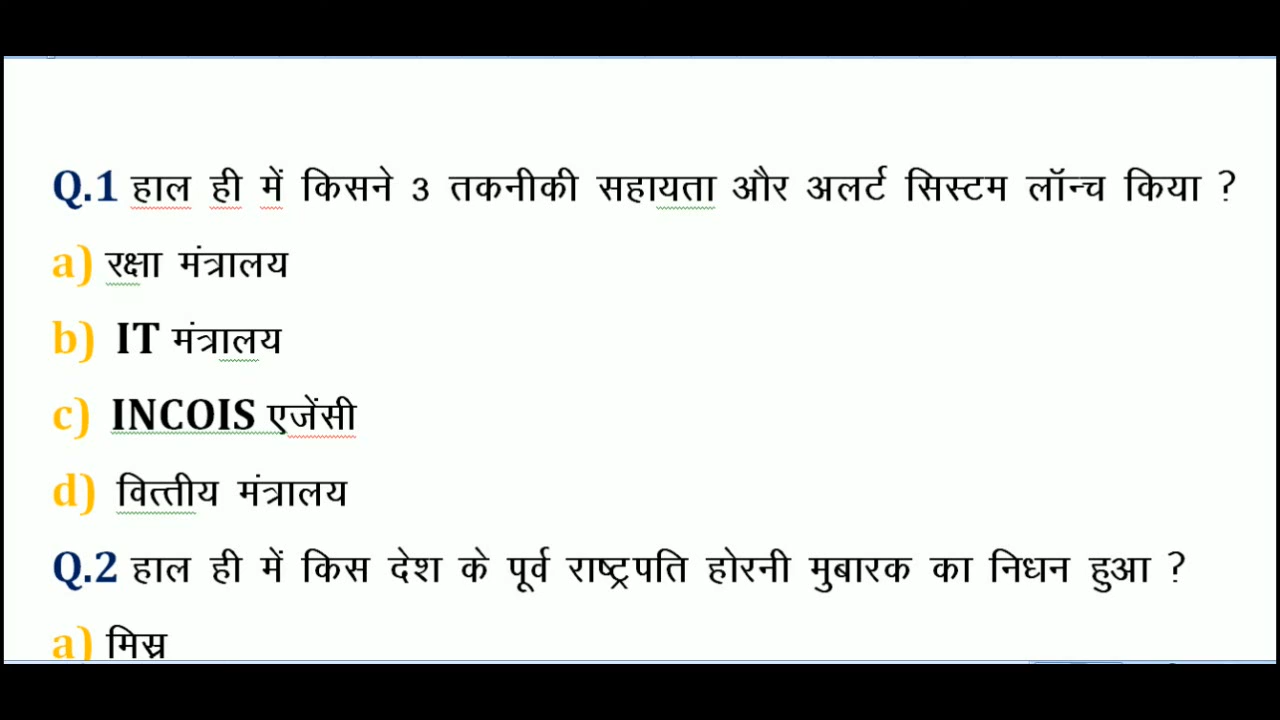 Q.1 हाल ही में किसने 3 तकनीकी सहायता और अलर्ट सिस्टम लॉन्च किया ?
a) रक्षा मंत्रालय
b) IT मंत्रालय
c) INCOIS एजेंसी
d) वित्तीय मंत्रालय
Q.2 हाल ही में किस देश के पूर्व राष्ट्रपति होरनी मुबारक का निधन हुआ ?
a) मिस्र